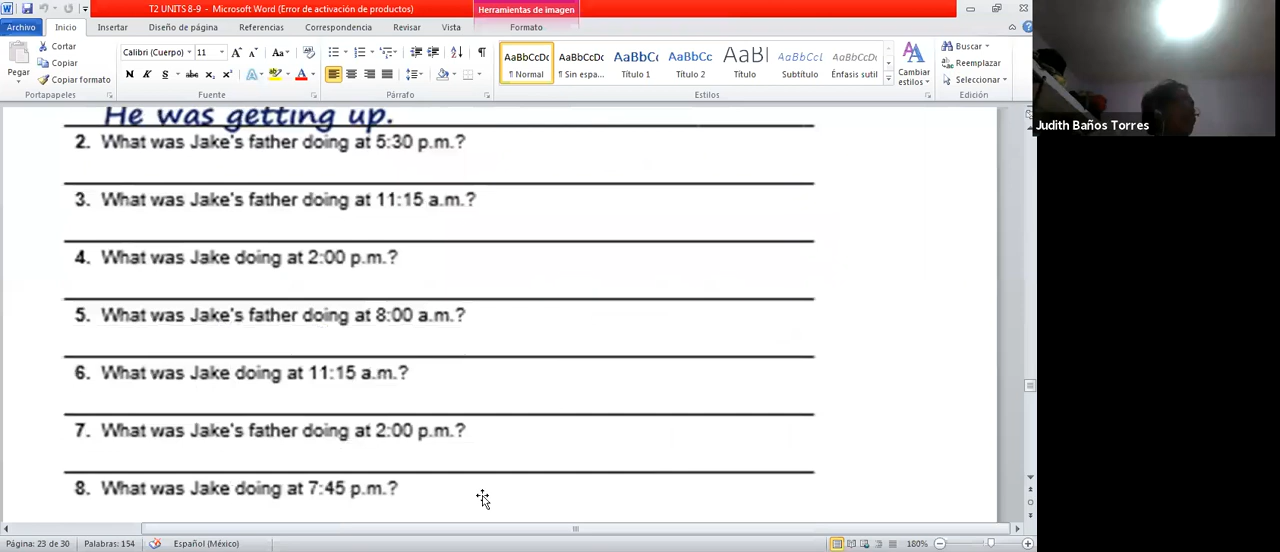 T2 UNITS 8-9 - Microsoft Word (Error de activación de productos)
Herramientas de imagen
Archivo Inicio Insertar Diseño de página Referencias Correspondencia Revisar Vista Formato
Pegar
Cortar
Copiar
Copiar formato
Portapapeles
Calibri (Cuerpo) 11
Fuente
Párrafo
AaBbCcDc AaBbCcDc AaBbC AaBbCc AaBl AaBbCcL AaBbCcDc
¶ Normal ¶ Sin espa... Título 1 Título 2 Título Subtítulo Énfasis sutil
Estilos
Cambiar estilos
Buscar
Reemplazar
Seleccionar
Edición
Judith Baños Torres
He was getting up.
2. What was Jake's father doing at 5:30 p.m.?
3. What was Jake's father doing at 11:15 a.m.?
4. What was Jake doing at 2:00 p.m.?
5. What was Jake's father doing at 8:00 a.m.?
6. What was Jake doing at 11:15 a.m.?
7. What was Jake's father doing at 2:00 p.m.?
8. What was Jake doing at 7:45 p.m.?
Página: 23 de 30 Palabras: 154 Español (México) 180%